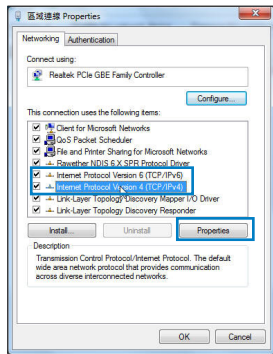 區域連線 Properties
Networking Authentication
Connect using:
Realtek PCIe GBE Family Controller
Configure...
This connection uses the following items:
Client for Microsoft Networks
QoS Packet Scheduler
File and Printer Sharing for Microsoft Networks
Rawether NDIS 6.X SPR Protocol Driver
Internet Protocol Version 6 (TCP/IPv6)
Internet Protocol Version 4 (TCP/IPv4)
Link-Layer Topology Discovery Mapper I/O Driver
Link-Layer Topology Discovery Responder
Install... Uninstall Properties
Description
Transmission Control Protocol/Internet Protocol. The default
wide area network protocol that provides communication
across diverse interconnected networks.
OK Cancel